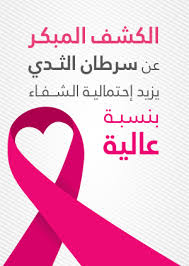 الكشف المبكر
عن سرطان الثدي
يزيد إحتمالية الشفاء
بنسبة
عالية